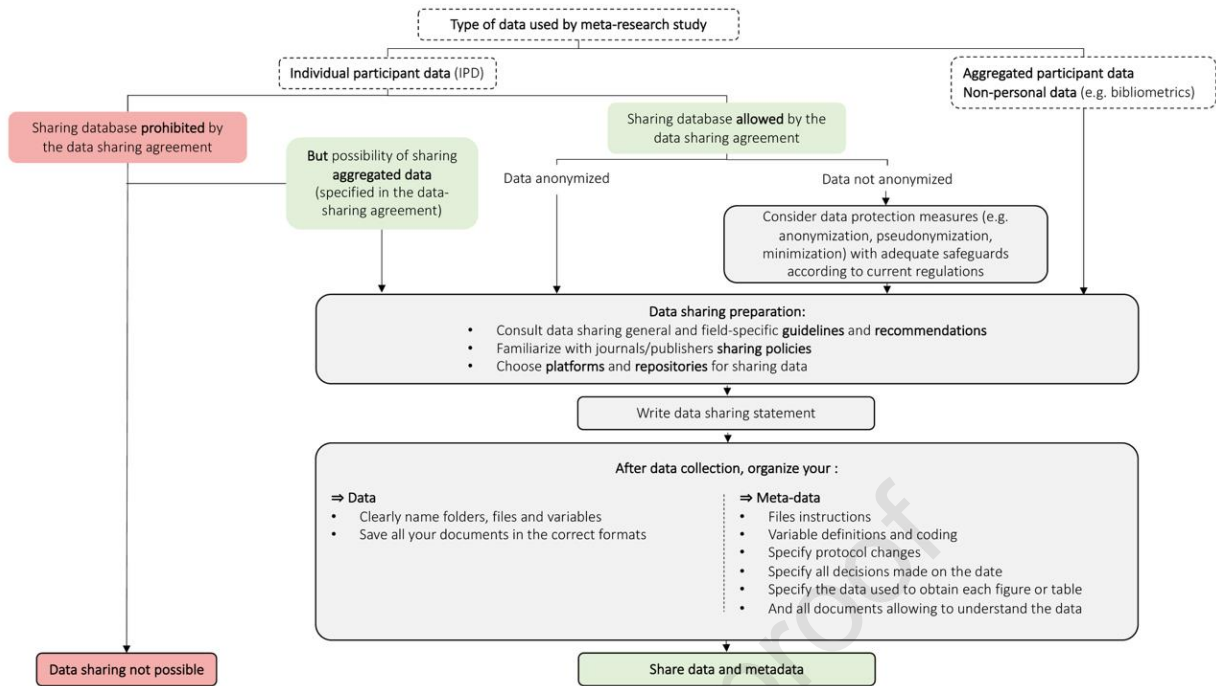 Type of data used by meta-research study
Individual participant data (IPD)
Aggregated participant data
Non-personal data (e.g. bibliometrics)
Sharing database prohibited by
the data sharing agreement
But possibility of sharing
aggregated data
(specified in the data-
sharing agreement)
Sharing database allowed by the
data sharing agreement
Data anonymized
Data not anonymized
Consider data protection measures (e.g.
anonymization, pseudonymization,
minimization) with adequate safeguards
according to current regulations
Data sharing preparation:
• Consult data sharing general and field-specific guidelines and recommendations
• Familiarize with journals/publishers sharing policies
• Choose platforms and repositories for sharing data
Write data sharing statement
After data collection, organize your :
⇒ Data
• Clearly name folders, files and variables
• Save all your documents in the correct formats
⇒ Meta-data
• Files instructions
• Variable definitions and coding
• Specify protocol changes
• Specify all decisions made on the date
• Specify the data used to obtain each figure or table
• And all documents allowing to understand the data
Data sharing not possible
Share data and metadata
proof